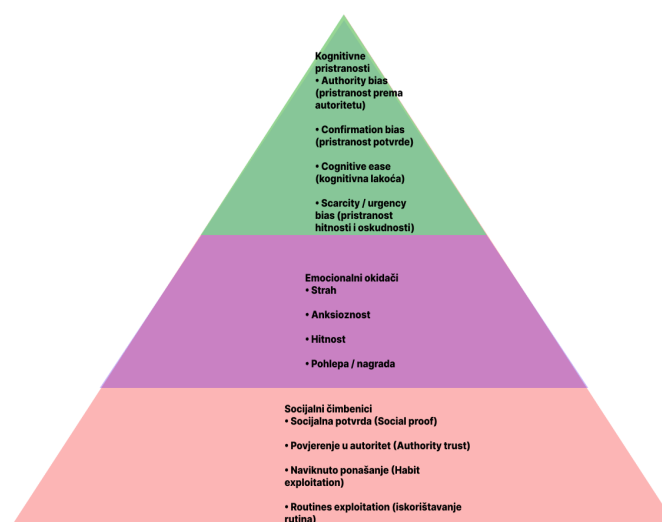 Kognitivne
pristranosti
• Authority bias
(pristranost prema
autoritetu)
• Confirmation bias
(pristranost potvrde)
• Cognitive ease
(kognitivna lakoća)
• Scarcity / urgency
bias (pristranost
hitnosti i oskudnosti)
Emocionalni okidači
• Strah
• Anksioznost
• Hitnost
• Pohlepa / nagrada
Socijalni čimbenici
• Socijalna potvrda (Social proof)
• Povjerenje u autoritet (Authority trust)
• Naviknuto ponašanje (Habit
exploitation)
• Routines exploitation (iskorištavanje
rutina)